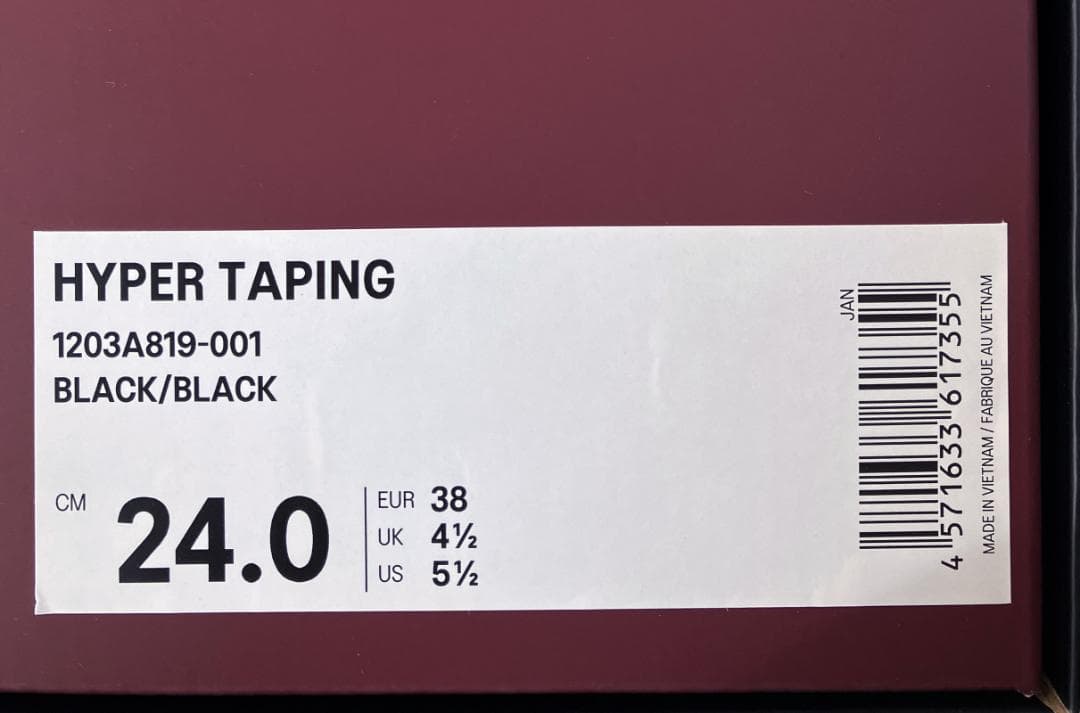 HYPER TAPING
1203A819-001
BLACK/BLACK
CM 24.0
EUR 38
UK 4½
US 5½
JAN
4 571633 617355
MADE IN VIETNAM / FABRIQUE AU VIETNAM